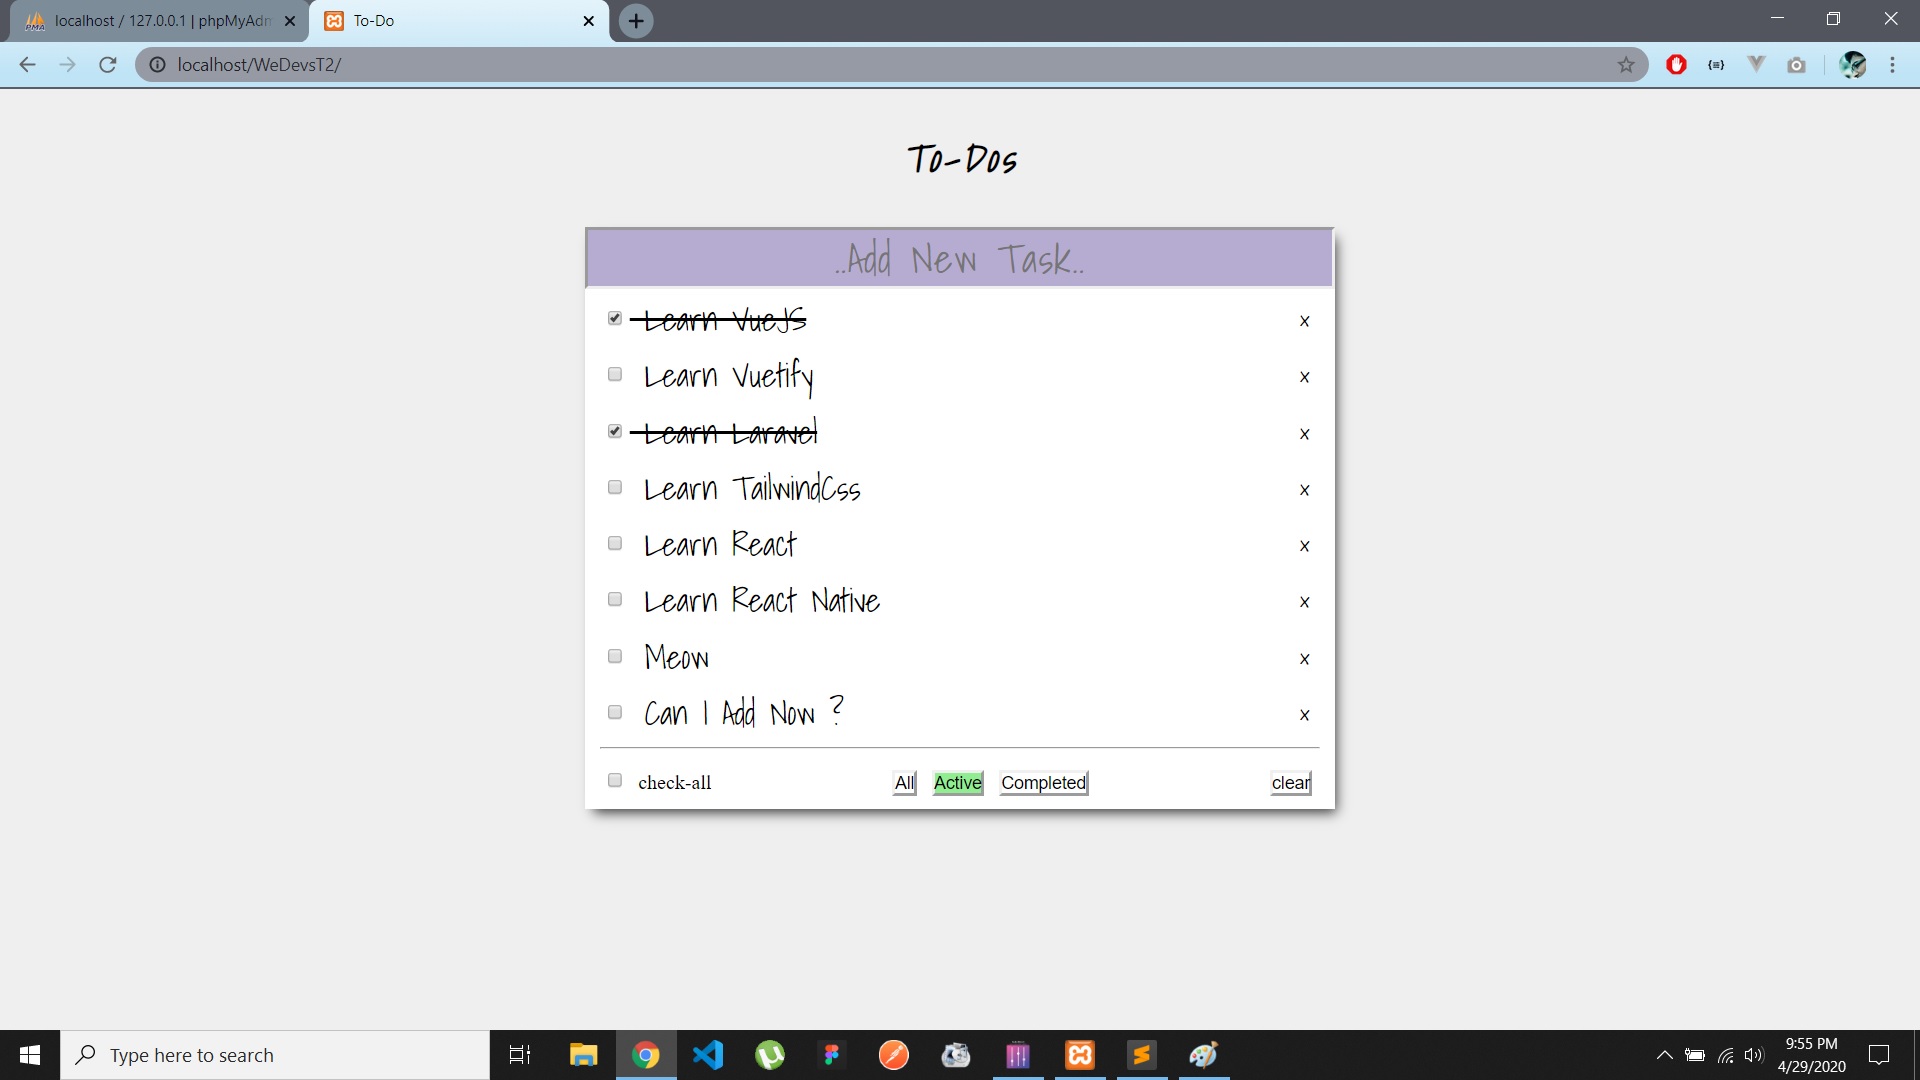 localhost / 127.0.0.1 | phpMyAdm
To-Do
localhost/WeDevsT2/
To-Dos
..Add New Task..
Learn VueJS x
Learn Vuetify x
Learn Laravel x
Learn TailwindCss x
Learn React x
Learn React Native x
Meow x
Can I Add Now ? x
check-all All Active Completed clear
Type here to search
9:55 PM
4/29/2020